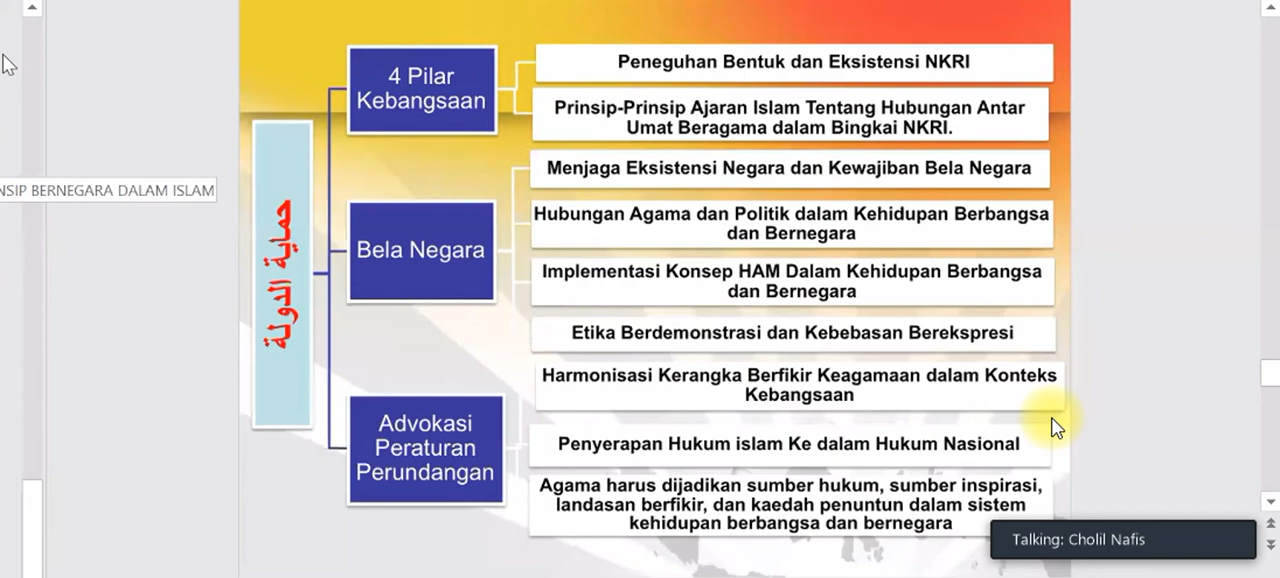 4 Pilar
Kebangsaan
Peneguhan Bentuk dan Eksistensi NKRI
Prinsip-Prinsip Ajaran Islam Tentang Hubungan Antar
Umat Beragama dalam Bingkai NKRI.
NSIP BERNEGARA DALAM ISLAM
حماية الدولة
Bela Negara
Menjaga Eksistensi Negara dan Kewajiban Bela Negara
Hubungan Agama dan Politik dalam Kehidupan Berbangsa
dan Bernegara
Implementasi Konsep HAM Dalam Kehidupan Berbangsa
dan Bernegara
Etika Berdemonstrasi dan Kebebasan Berekspresi
Advokasi
Peraturan
Perundangan
Harmonisasi Kerangka Berfikir Keagamaan dalam Konteks
Kebangsaan
Penyerapan Hukum islam Ke dalam Hukum Nasional
Agama harus dijadikan sumber hukum, sumber inspirasi,
landasan berfikir, dan kaedah penuntun dalam sistem
kehidupan berbangsa dan bernegara
Talking: Cholil Nafis